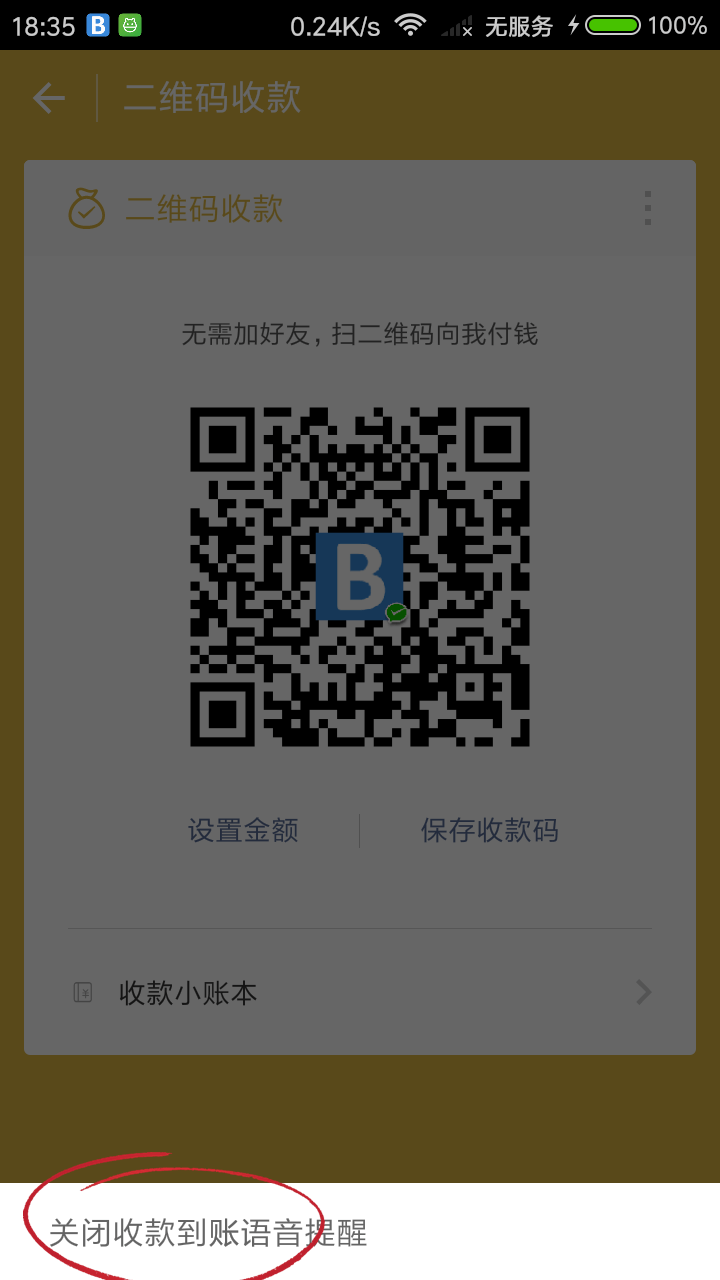 18:35 B 0.24K/s 无服务 100%
二维码收款
二维码收款
无需加好友，扫二维码向我付钱
B
设置金额 保存收款码
¥ 收款小账本
关闭收款到账语音提醒